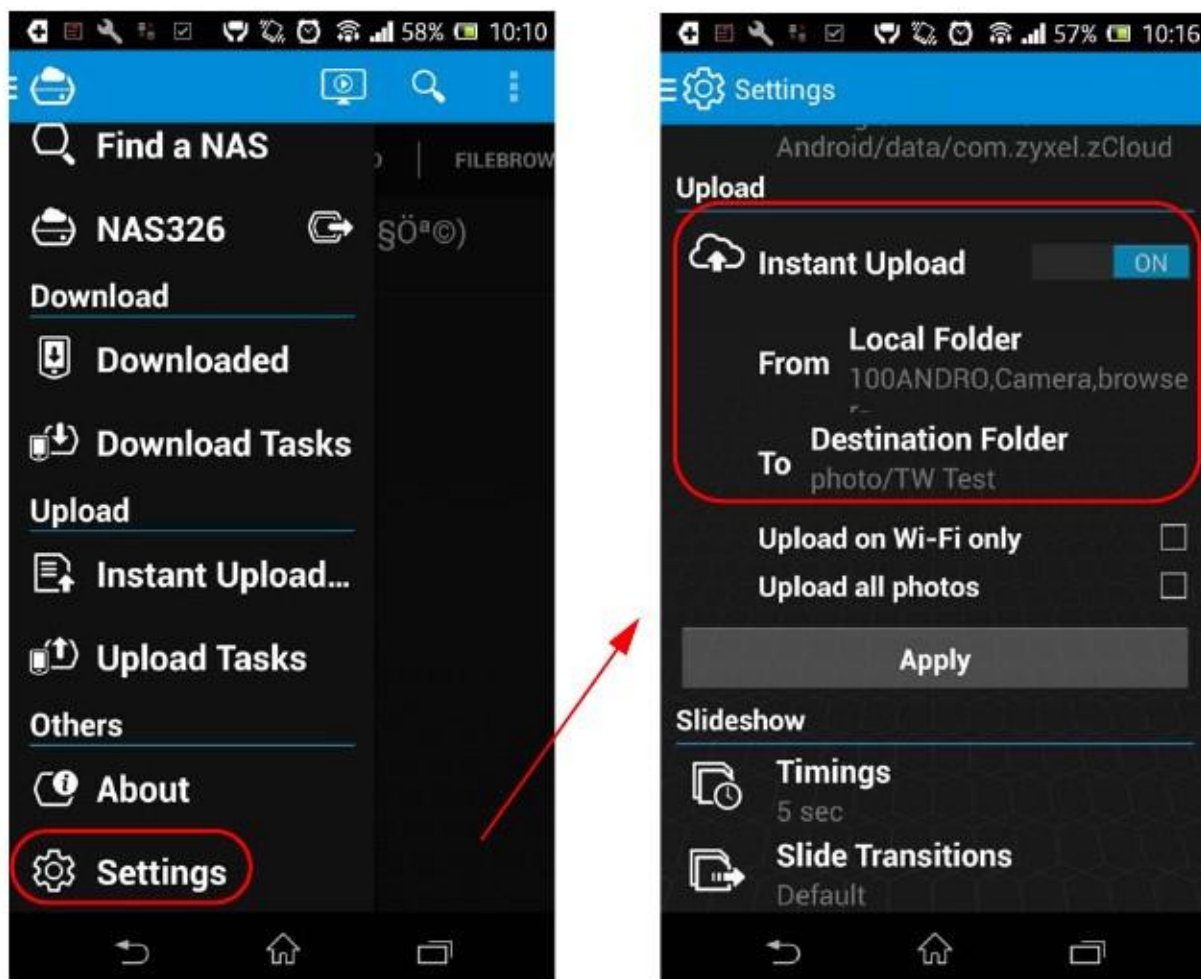 58% 10:10
Find a NAS
FILEBROW
NAS326
§Öª©)
Download
Downloaded
Download Tasks
Upload
Instant Upload...
Upload Tasks
Others
About
Settings
57% 10:16
Settings
Android/data/com.zyxel.zCloud
Upload
Instant Upload ON
From Local Folder
100ANDRO,Camera,browse
To Destination Folder
photo/TW Test
Upload on Wi-Fi only
Upload all photos
Apply
Slideshow
Timings
5 sec
Slide Transitions
Default